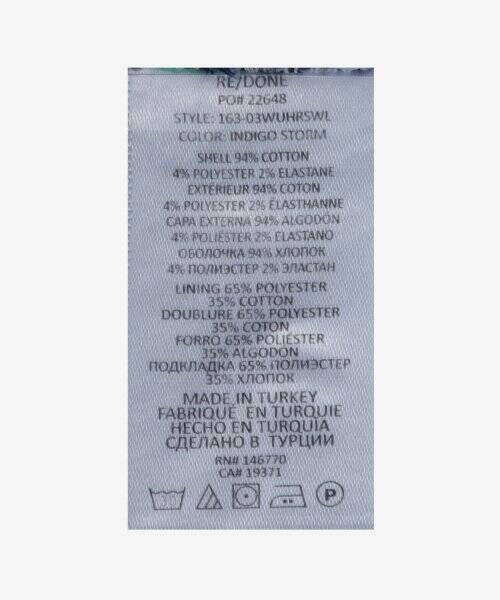 RE/DONE
PO# 22648
STYLE: 163-03WUHR5WL
COLOR: INDIGO STORM
SHELL 94% COTTON
4% POLYESTER 2% ELASTANE
EXTÉRIEUR 94% COTON
4% POLYESTER 2% ÉLASTHANNE
CAPA EXTERNA 94% ALGODÓN
4% POLIÉSTER 2% ELASTANO
ОБОЛОЧКА 94% ХЛОПОК
4% ПОЛИЭСТЕР 2% ЭЛАСТАН
LINING 65% POLYESTER
35% COTTON
DOUBLURE 65% POLYESTER
35% COTON
FORRO 65% POLIÉSTER
35% ALGODÓN
ПОДКЛАДКА 65% ПОЛИЭСТЕР
35% ХЛОПОК
MADE IN TURKEY
FABRIQUÉ EN TURQUIE
HECHO EN TURQUIA
СДЕЛАНО В ТУРЦИИ
RN# 146770
CA# 19371
P